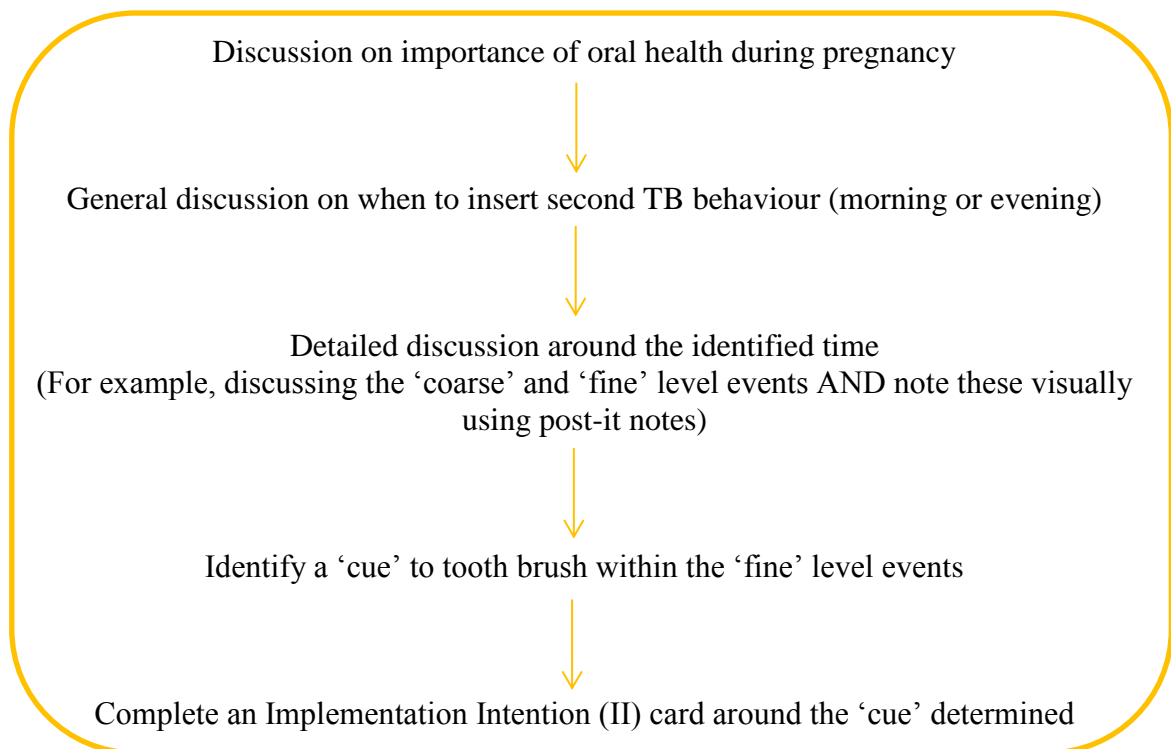 Discussion on importance of oral health during pregnancy
General discussion on when to insert second TB behaviour (morning or evening)
Detailed discussion around the identified time
(For example, discussing the ‘coarse’ and ‘fine’ level events AND note these visually
using post-it notes)
Identify a ‘cue’ to tooth brush within the ‘fine’ level events
Complete an Implementation Intention (II) card around the ‘cue’ determined